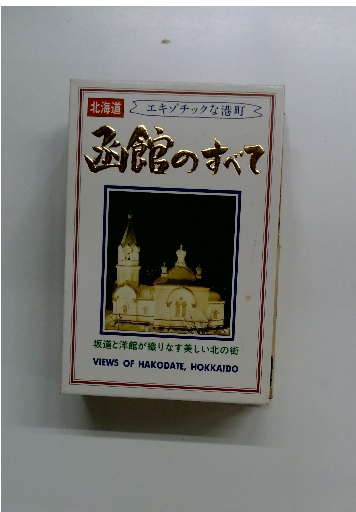 北海道
エキゾチックな港町
函館のすべて
坂道と洋館が織りなす美しい北の街
VIEWS OF HAKODATE, HOKKAIDO